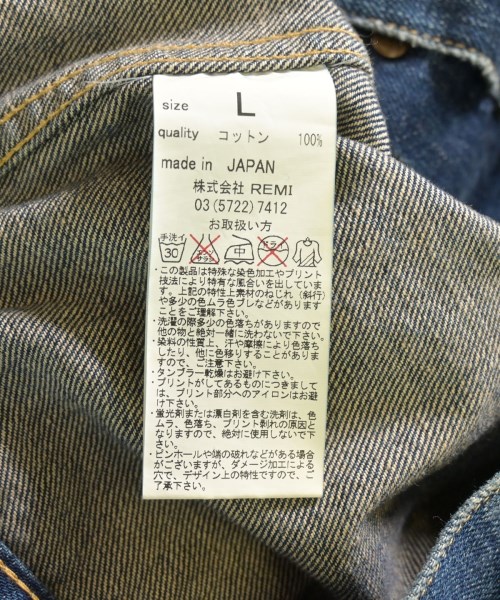 size L
quality コットン 100%
made in JAPAN
株式会社 REMI
03(5722)7412
お取扱い方
手洗イ 30 エンソサラシ 中 ドライ
・この製品は特殊な染色加工やプリント
技法により特有な風合いを出していま
す。上記の特性上素材のねじれ（斜行）
や多少の色ムラ色ブレなどがあります
ことをご理解下さい。
・洗濯の際多少の色落ちがありますので
他の物と絶対一緒に洗わないで下さい。
・染料の性質上、汗や摩擦により色落ち
したり、他に色移りすることがありま
すので、ご注意下さい。
・タンブラー乾燥はお避け下さい。
・プリントがしてあるものにつきまして
は、プリント部分へのアイロンはお避
け下さい。
・蛍光剤または漂白剤を含む洗剤は、色
ムラ、色落ち、プリント剥れの原因と
なりますので、絶対に使用しないで下
さい。
・ピンホールや端の破れなどがある場合
がございますが、ダメージ加工による
穴で、デザイン上の特性ですので、ご
了承下さい。